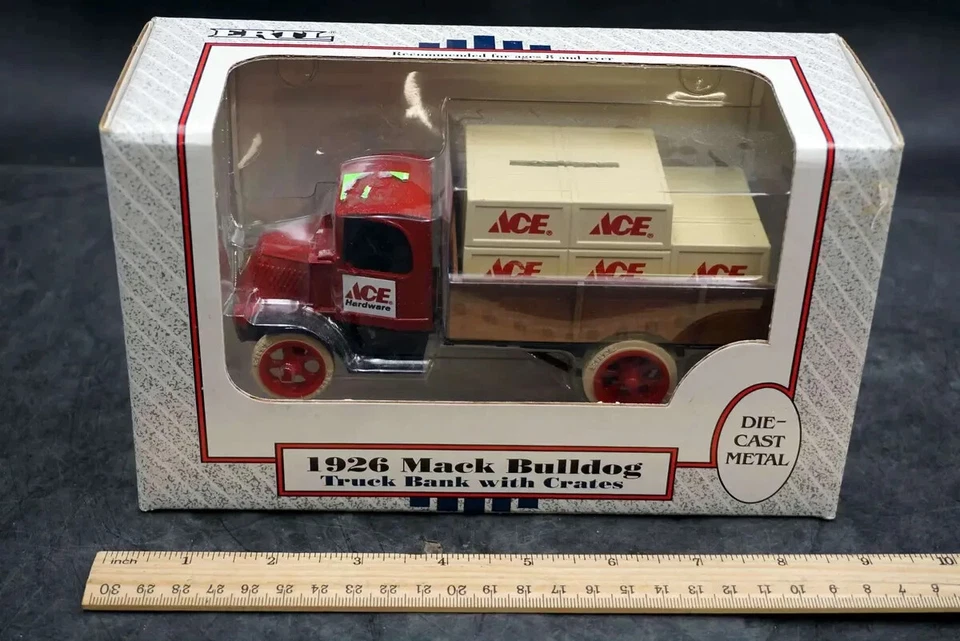 ERTL
Recommended for ages 8 and over
ACE® ACE®
ACE ACE ACE
ACE®
Hardware
DIE-
CAST
METAL
1926 Mack Bulldog
Truck Bank with Crates
inch 1 2 3 4 5 6 7 8 9 10
30 29 28 27 26 25 24 23 22 21 20 19 18 17 16 15 14 13 12 11 10 9 8 7 6